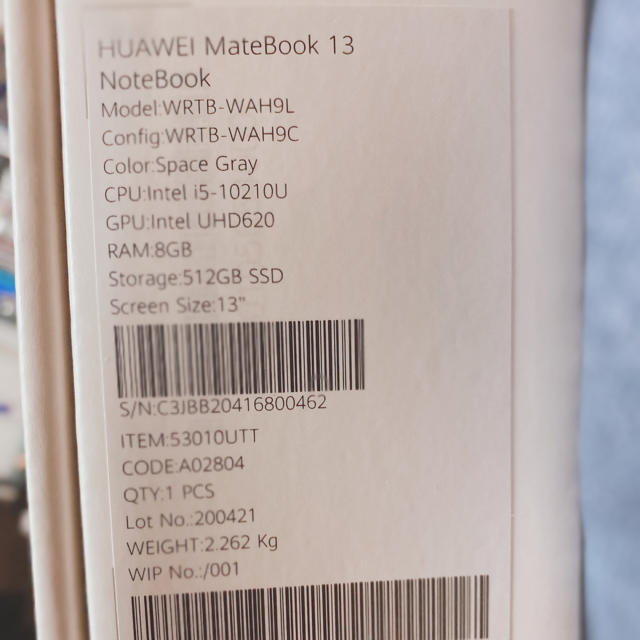 HUAWEI MateBook 13
NoteBook
Model:WRTB-WAH9L
Config:WRTB-WAH9C
Color:Space Gray
CPU:Intel i5-10210U
GPU:Intel UHD620
RAM:8GB
Storage:512GB SSD
Screen Size:13"
S/N:C3JBB20416800462
ITEM:53010UTT
CODE:A02804
QTY:1 PCS
Lot No.:200421
WEIGHT:2.262 Kg
WIP No.:/001